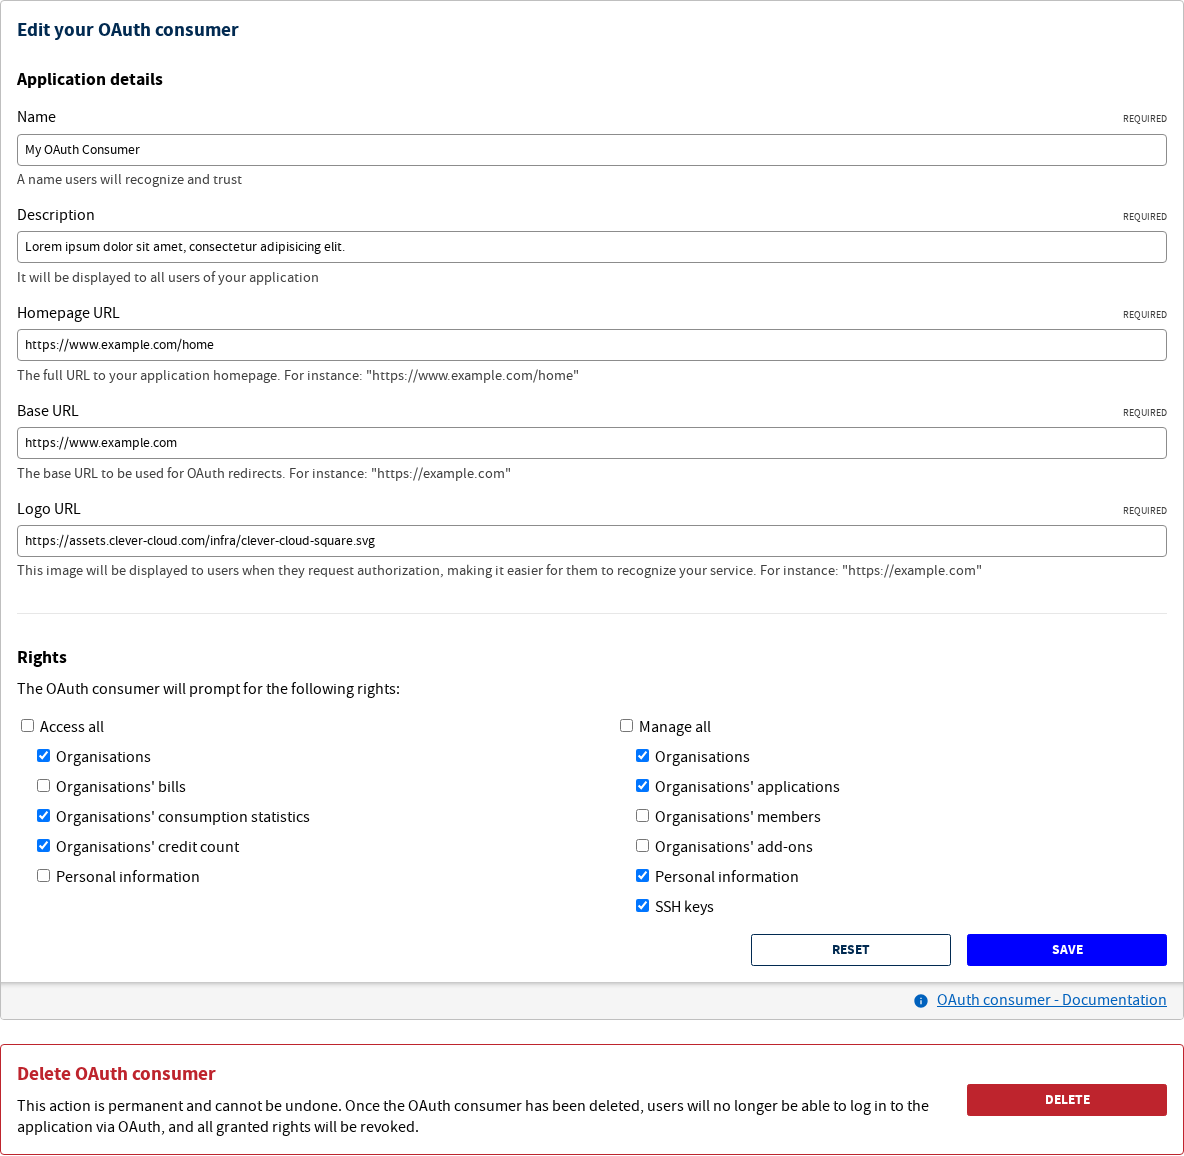 Edit your OAuth consumer
Application details
Name REQUIRED
My OAuth Consumer
A name users will recognize and trust
Description REQUIRED
Lorem ipsum dolor sit amet, consectetur adipisicing elit.
It will be displayed to all users of your application
Homepage URL REQUIRED
https://www.example.com/home
The full URL to your application homepage. For instance: "https://www.example.com/home"
Base URL REQUIRED
https://www.example.com
The base URL to be used for OAuth redirects. For instance: "https://example.com"
Logo URL REQUIRED
https://assets.clever-cloud.com/infra/clever-cloud-square.svg
This image will be displayed to users when they request authorization, making it easier for them to recognize your service. For instance: "https://example.com"
Rights
The OAuth consumer will prompt for the following rights:
Access all
Organisations
Organisations' bills
Organisations' consumption statistics
Organisations' credit count
Personal information
Manage all
Organisations
Organisations' applications
Organisations' members
Organisations' add-ons
Personal information
SSH keys
RESET SAVE
OAuth consumer - Documentation
Delete OAuth consumer
This action is permanent and cannot be undone. Once the OAuth consumer has been deleted, users will no longer be able to log in to the
application via OAuth, and all granted rights will be revoked.
DELETE